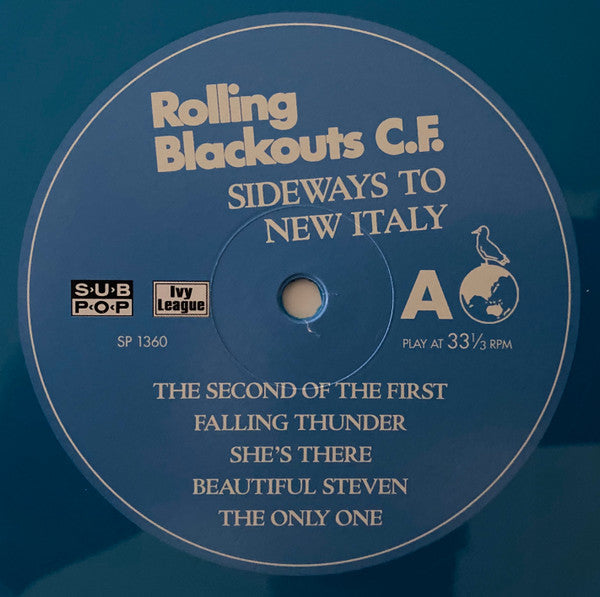 Rolling
Blackouts C.F.
SIDEWAYS TO
NEW ITALY
S·U·B
P·O·P
Ivy
League
A
SP 1360
PLAY AT 33⅓ RPM
THE SECOND OF THE FIRST
FALLING THUNDER
SHE'S THERE
BEAUTIFUL STEVEN
THE ONLY ONE